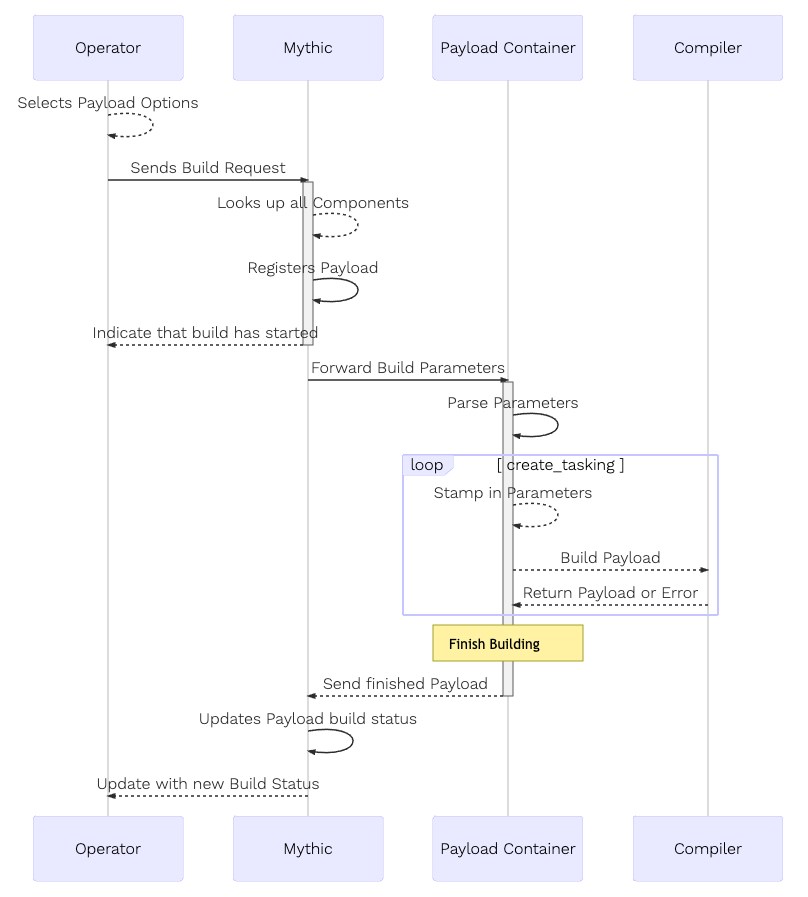 Operator
Mythic
Payload Container
Compiler
Selects Payload Options
Sends Build Request
Looks up all Components
Registers Payload
Indicate that build has started
Forward Build Parameters
Parse Parameters
loop
[ create_tasking ]
Stamp in Parameters
Build Payload
Return Payload or Error
Finish Building
Send finished Payload
Updates Payload build status
Update with new Build Status
Operator
Mythic
Payload Container
Compiler